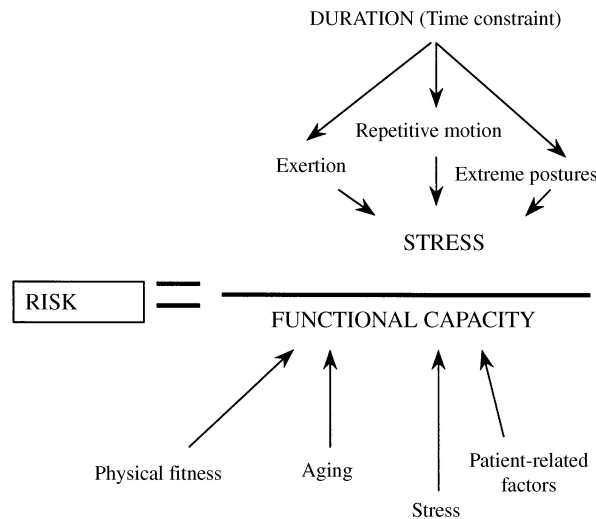 DURATION (Time constraint)
Repetitive motion
Exertion
Extreme postures
STRESS
RISK
=
FUNCTIONAL CAPACITY
Physical fitness
Aging
Patient-related
factors
Stress